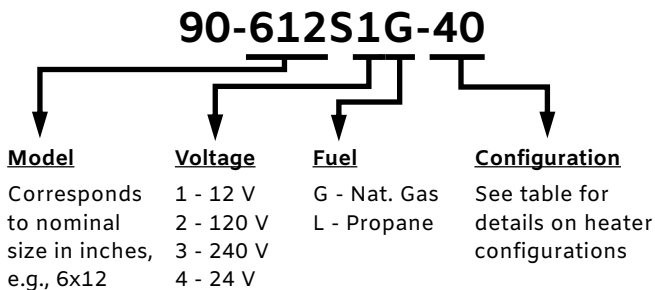 90-612S1G-40
Model
Corresponds
to nominal
size in inches,
e.g., 6x12
Voltage
1 - 12 V
2 - 120 V
3 - 240 V
4 - 24 V
Fuel
G - Nat. Gas
L - Propane
Configuration
See table for
details on heater
configurations